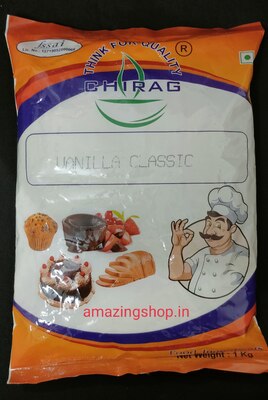 fssai
THINK FOR QUALITY
®
CHIRAG
VANILLA CLASSIC
amazingshop.in
Net Weight : 1 Kg